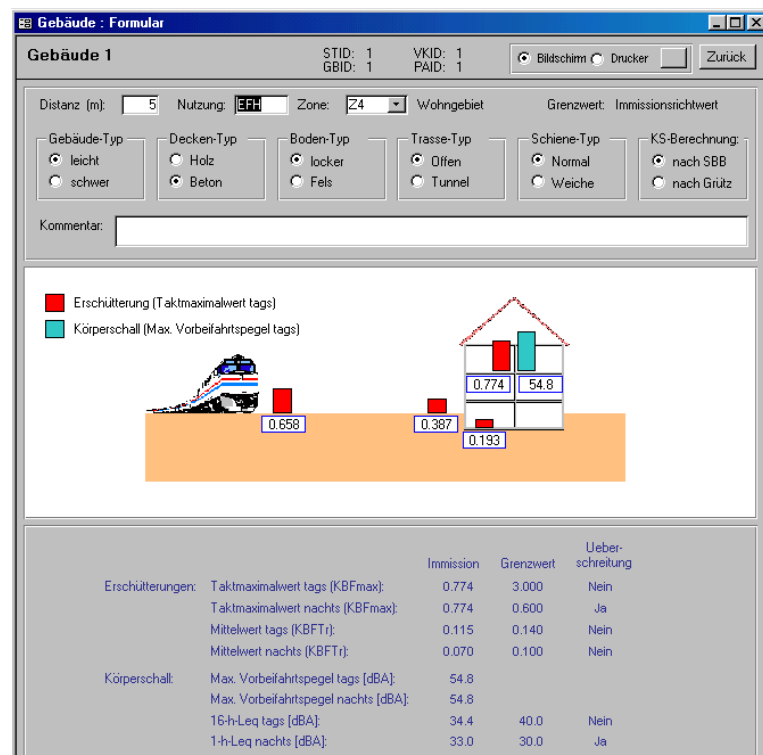 Gebäude : Formular
Gebäude 1 STID: 1 VKID: 1 Bildschirm Drucker Zurück
GBID: 1 PAID: 1
Distanz (m): 5 Nutzung: EFH Zone: Z4 Wohngebiet Grenzwert: Immissionsrichtwert
Gebäude-Typ Decken-Typ Boden-Typ Trasse-Typ Schiene-Typ KS-Berechnung:
leicht Holz locker Offen Normal nach SBB
schwer Beton Fels Tunnel Weiche nach Grütz
Kommentar:
Erschütterung (Taktmaximalwert tags)
Körperschall (Max. Vorbeifahrtspegel tags)
0.774 54.8
0.658 0.387
0.193
Ueber-
Immission Grenzwert schreitung
Erschütterungen: Taktmaximalwert tags (KBFmax): 0.774 3.000 Nein
Taktmaximalwert nachts (KBFmax): 0.774 0.600 Ja
Mittelwert tags (KBFTr): 0.115 0.140 Nein
Mittelwert nachts (KBFTr): 0.070 0.100 Nein
Körperschall: Max. Vorbeifahrtspegel tags [dBA]: 54.8
Max. Vorbeifahrtspegel nachts [dBA]: 54.8
16-h-Leq tags [dBA]: 34.4 40.0 Nein
1-h-Leq nachts [dBA]: 33.0 30.0 Ja